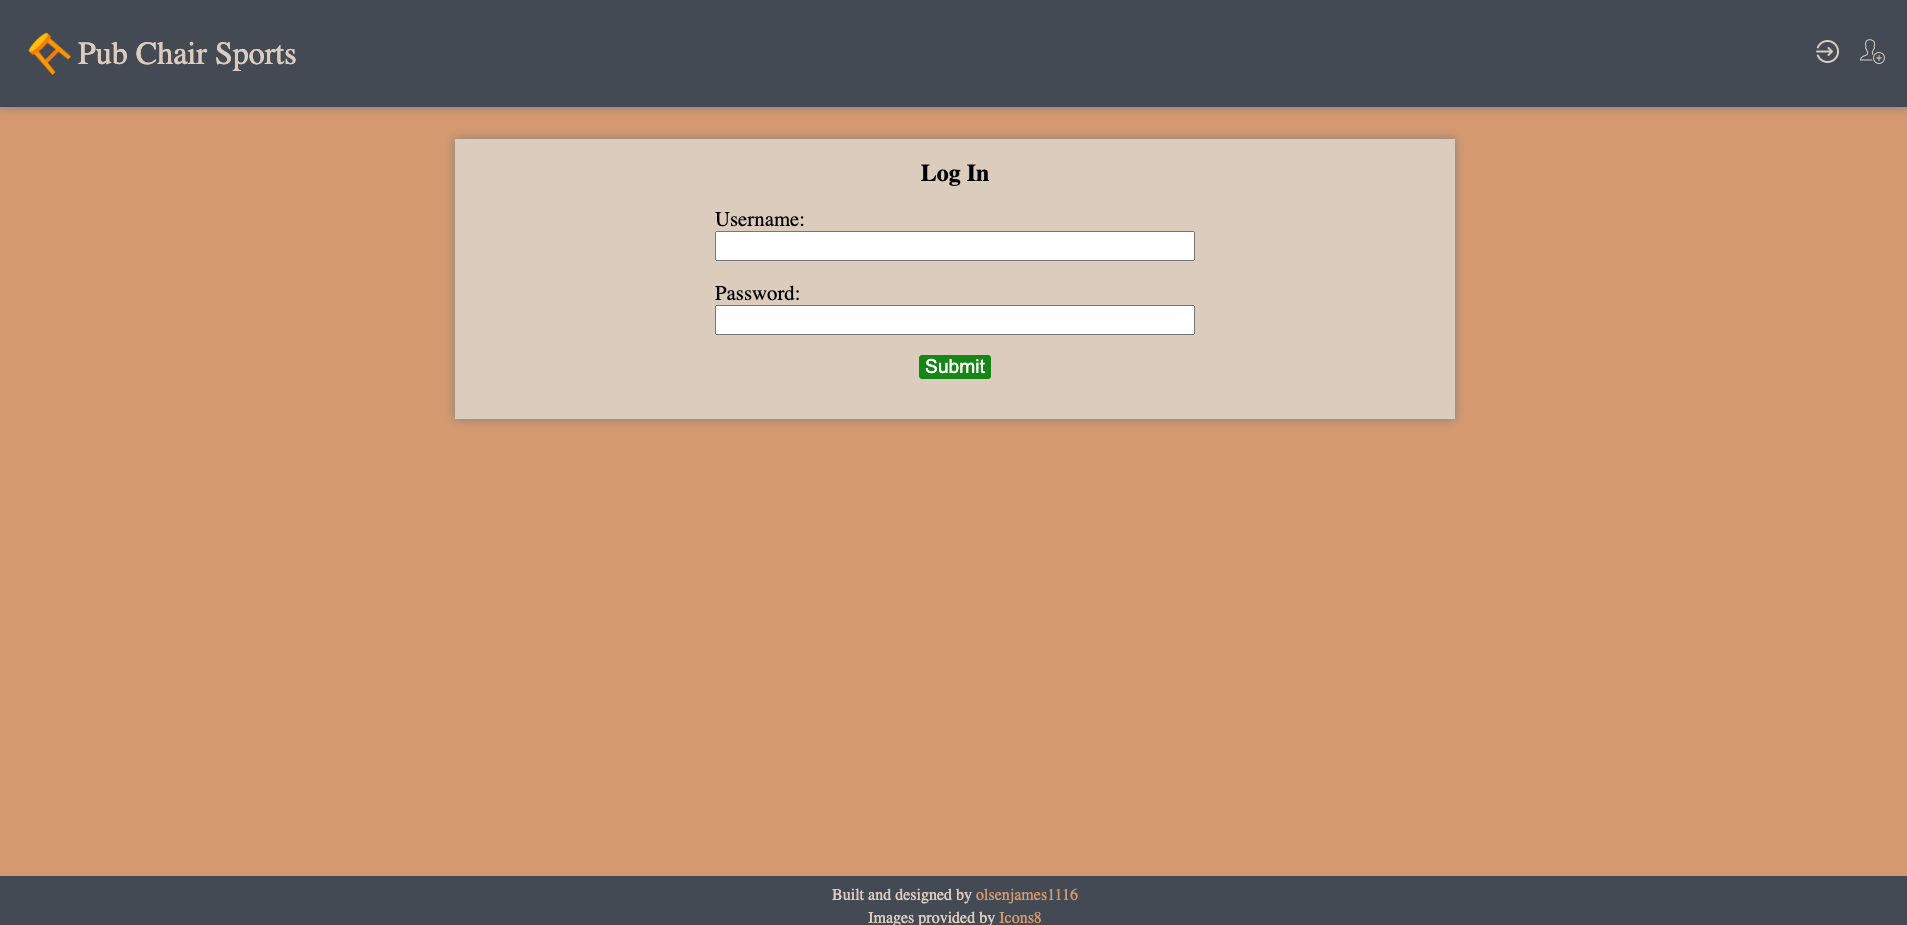 Pub Chair Sports
Log In
Username:
Password:
Submit
Built and designed by olsenjames1116
Images provided by Icons8